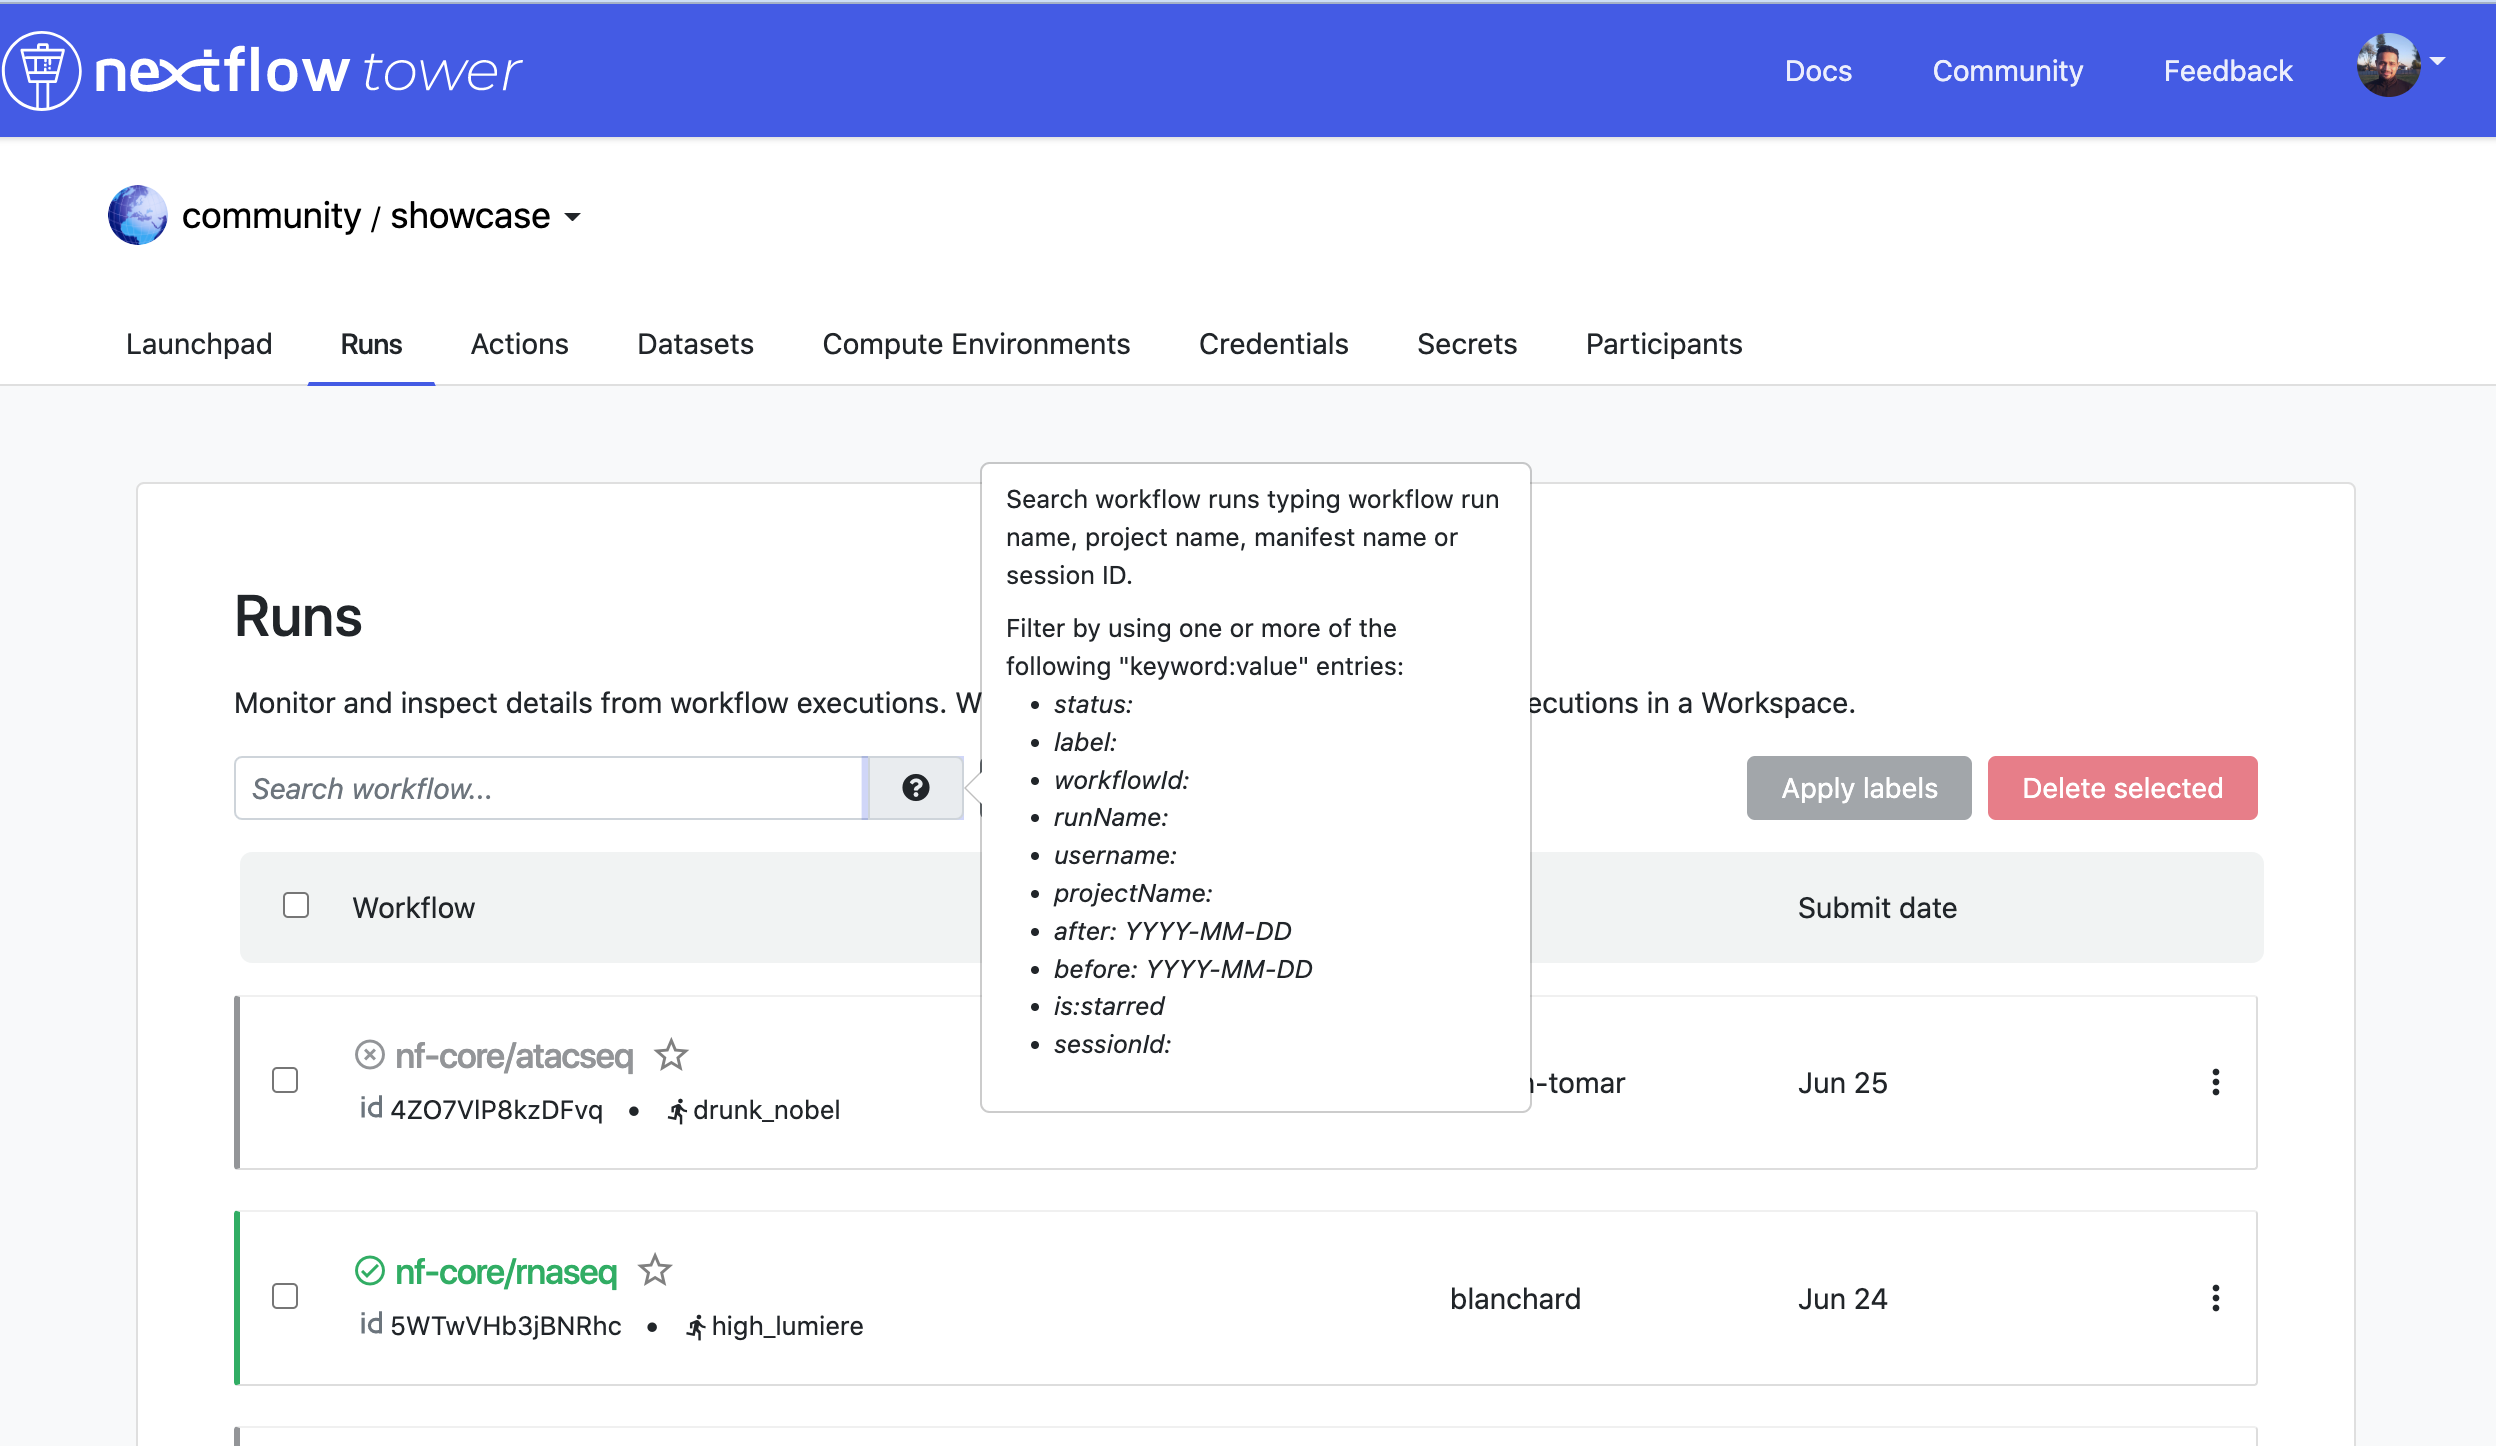 nextflow tower
Docs
Community
Feedback
community / showcase
Launchpad
Runs
Actions
Datasets
Compute Environments
Credentials
Secrets
Participants
Search workflow runs typing workflow run
name, project name, manifest name or
session ID.
Filter by using one or more of the
following "keyword:value" entries:
• status:
• label:
• workflowId:
• runName:
• username:
• projectName:
• after: YYYY-MM-DD
• before: YYYY-MM-DD
• is:starred
• sessionId:
Runs
Monitor and inspect details from workflow executions. W ecutions in a Workspace.
Search workflow...
Apply labels
Delete selected
Workflow
Submit date
nf-core/atacseq
id 4ZO7VlP8kzDFvq • drunk_nobel
-tomar
Jun 25
nf-core/rnaseq
id 5WTwVHb3jBNRhc • high_lumiere
blanchard
Jun 24